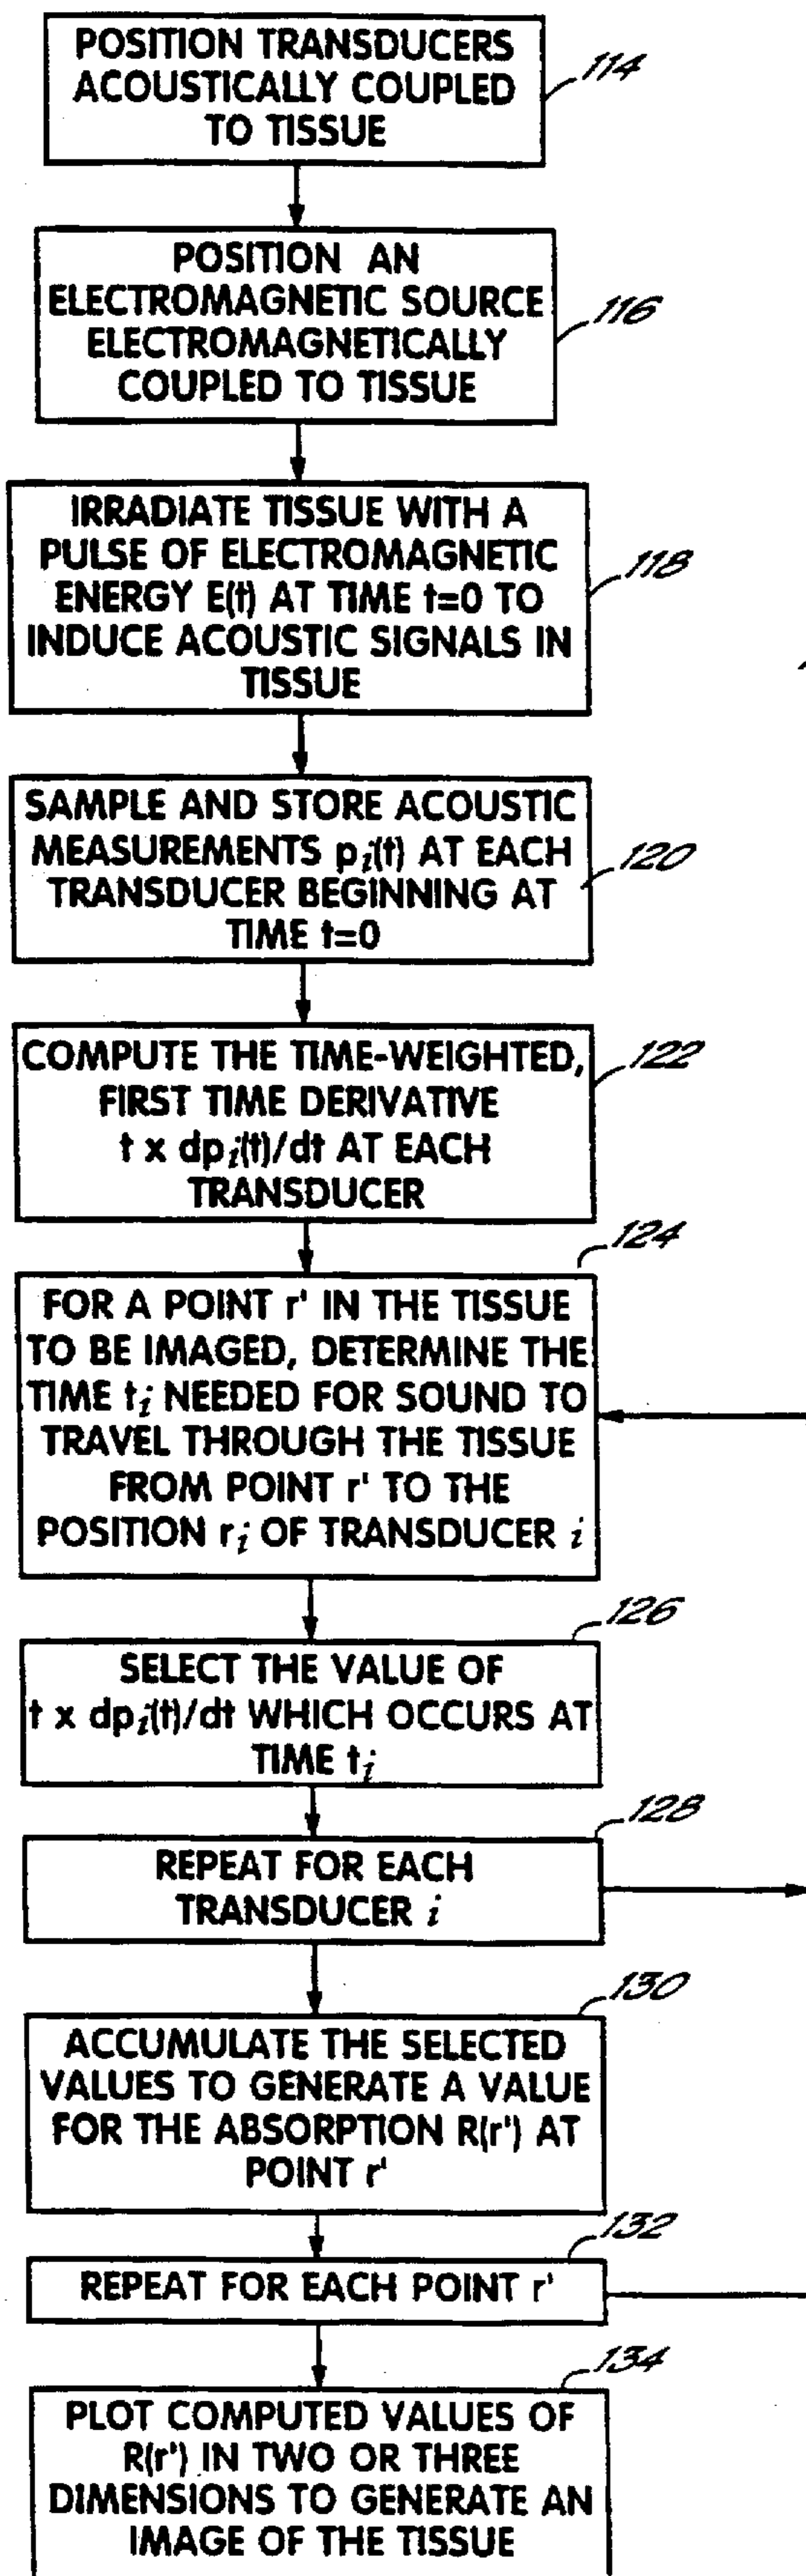 POSITION TRANSDUCERS
ACOUSTICALLY COUPLED
TO TISSUE
114
POSITION AN
ELECTROMAGNETIC SOURCE
ELECTROMAGNETICALLY
COUPLED TO TISSUE
116
IRRADIATE TISSUE WITH A
PULSE OF ELECTROMAGNETIC
ENERGY E(t) AT TIME t=0 TO
INDUCE ACOUSTIC SIGNALS IN
TISSUE
118
SAMPLE AND STORE ACOUSTIC
MEASUREMENTS pᵢ(t) AT EACH
TRANSDUCER BEGINNING AT
TIME t=0
120
COMPUTE THE TIME-WEIGHTED,
FIRST TIME DERIVATIVE
t x dpᵢ(t)/dt AT EACH
TRANSDUCER
122
124
FOR A POINT r' IN THE TISSUE
TO BE IMAGED, DETERMINE THE
TIME tᵢ NEEDED FOR SOUND TO
TRAVEL THROUGH THE TISSUE
FROM POINT r' TO THE
POSITION rᵢ OF TRANSDUCER i
126
SELECT THE VALUE OF
t x dpᵢ(t)/dt WHICH OCCURS AT
TIME tᵢ
128
REPEAT FOR EACH
TRANSDUCER i
130
ACCUMULATE THE SELECTED
VALUES TO GENERATE A VALUE
FOR THE ABSORPTION R(r') AT
POINT r'
132
REPEAT FOR EACH POINT r'
134
PLOT COMPUTED VALUES OF
R(r') IN TWO OR THREE
DIMENSIONS TO GENERATE AN
IMAGE OF THE TISSUE